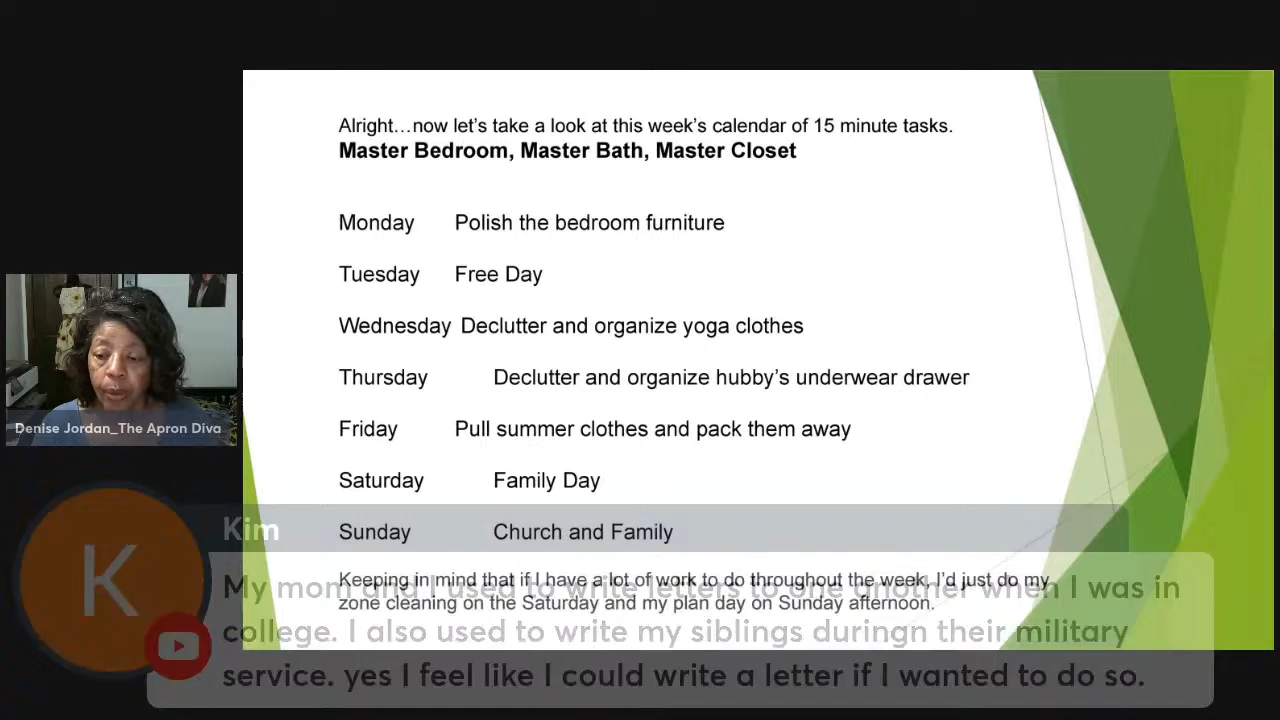 Alright…now let's take a look at this week's calendar of 15 minute tasks.
Master Bedroom, Master Bath, Master Closet
Monday Polish the bedroom furniture
Tuesday Free Day
Wednesday Declutter and organize yoga clothes
Thursday Declutter and organize hubby's underwear drawer
Friday Pull summer clothes and pack them away
Saturday Family Day
Sunday Church and Family
Keeping in mind that if I have a lot of work to do throughout the week, I'd just do my
zone cleaning on the Saturday and my plan day on Sunday afternoon.
Denise Jordan_The Apron Diva
K
Kim
My mom and I used to write letters to one another when I was in
college. I also used to write my siblings duringn their military
service. yes I feel like I could write a letter if I wanted to do so.